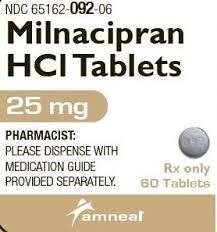 NDC 65162-092-06
Milnacipran
HCl Tablets
25 mg
PHARMACIST:
PLEASE DISPENSE WITH
MEDICATION GUIDE
PROVIDED SEPARATELY.
Rx only
60 Tablets
amneal